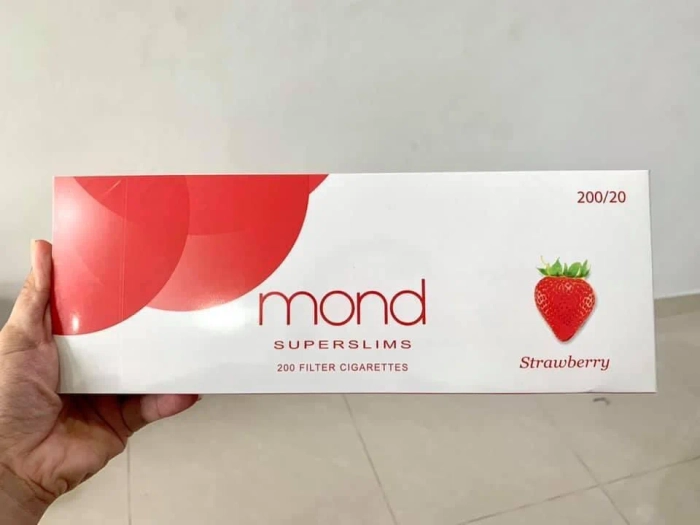 200/20
mond
SUPERSLIMS
200 FILTER CIGARETTES
Strawberry